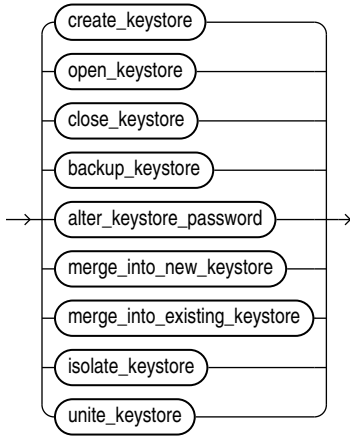 create_keystore
open_keystore
close_keystore
backup_keystore
alter_keystore_password
merge_into_new_keystore
merge_into_existing_keystore
isolate_keystore
unite_keystore